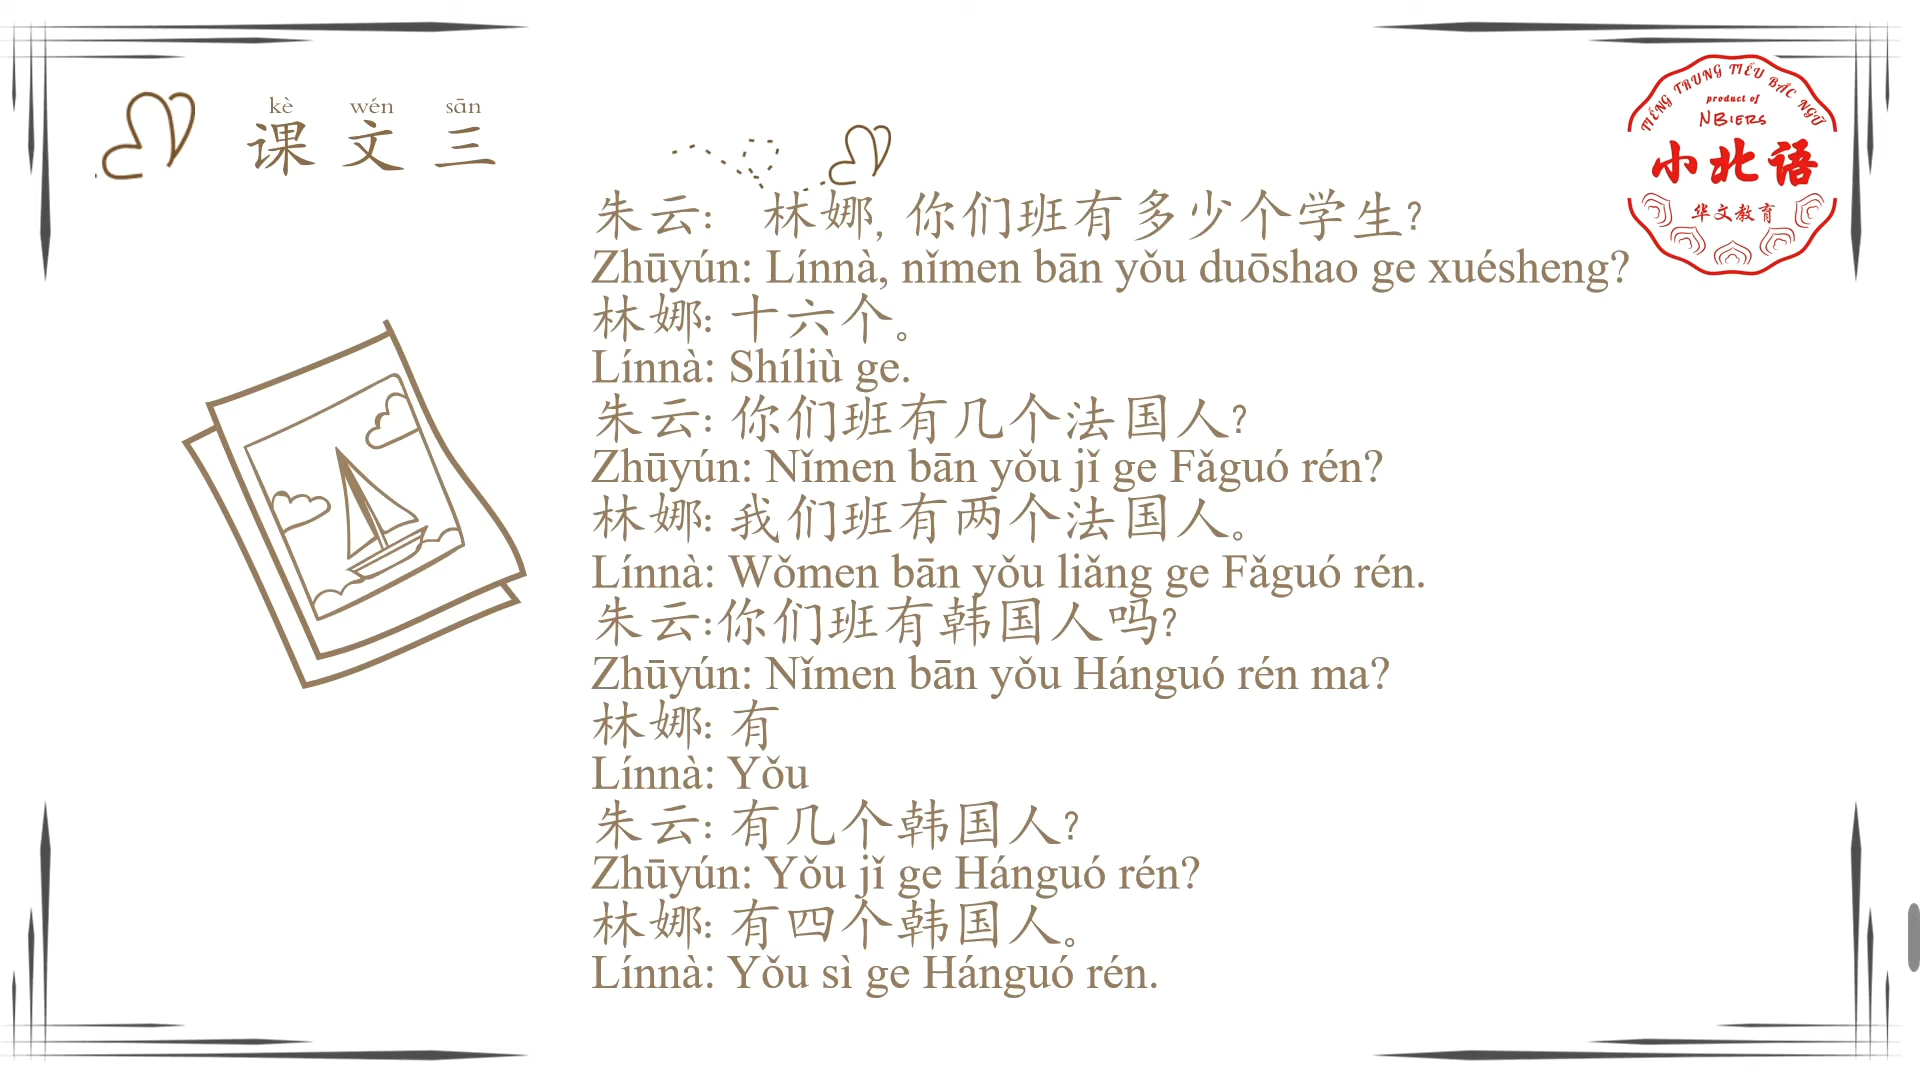 kè wén sān
课文三
TIẾNG TRUNG TIỂU BẮC NGỮ
product of
NBIERS
小北语
华文教育
朱云： 林娜, 你们班有多少个学生?
Zhūyún: Línnà, nǐmen bān yǒu duōshao ge xuésheng?
林娜: 十六个。
Línnà: Shíliù ge.
朱云: 你们班有几个法国人?
Zhūyún: Nǐmen bān yǒu jǐ ge Fǎguó rén?
林娜: 我们班有两个法国人。
Línnà: Wǒmen bān yǒu liǎng ge Fǎguó rén.
朱云:你们班有韩国人吗?
Zhūyún: Nǐmen bān yǒu Hánguó rén ma?
林娜: 有
Línnà: Yǒu
朱云: 有几个韩国人?
Zhūyún: Yǒu jǐ ge Hánguó rén?
林娜: 有四个韩国人。
Línnà: Yǒu sì ge Hánguó rén.